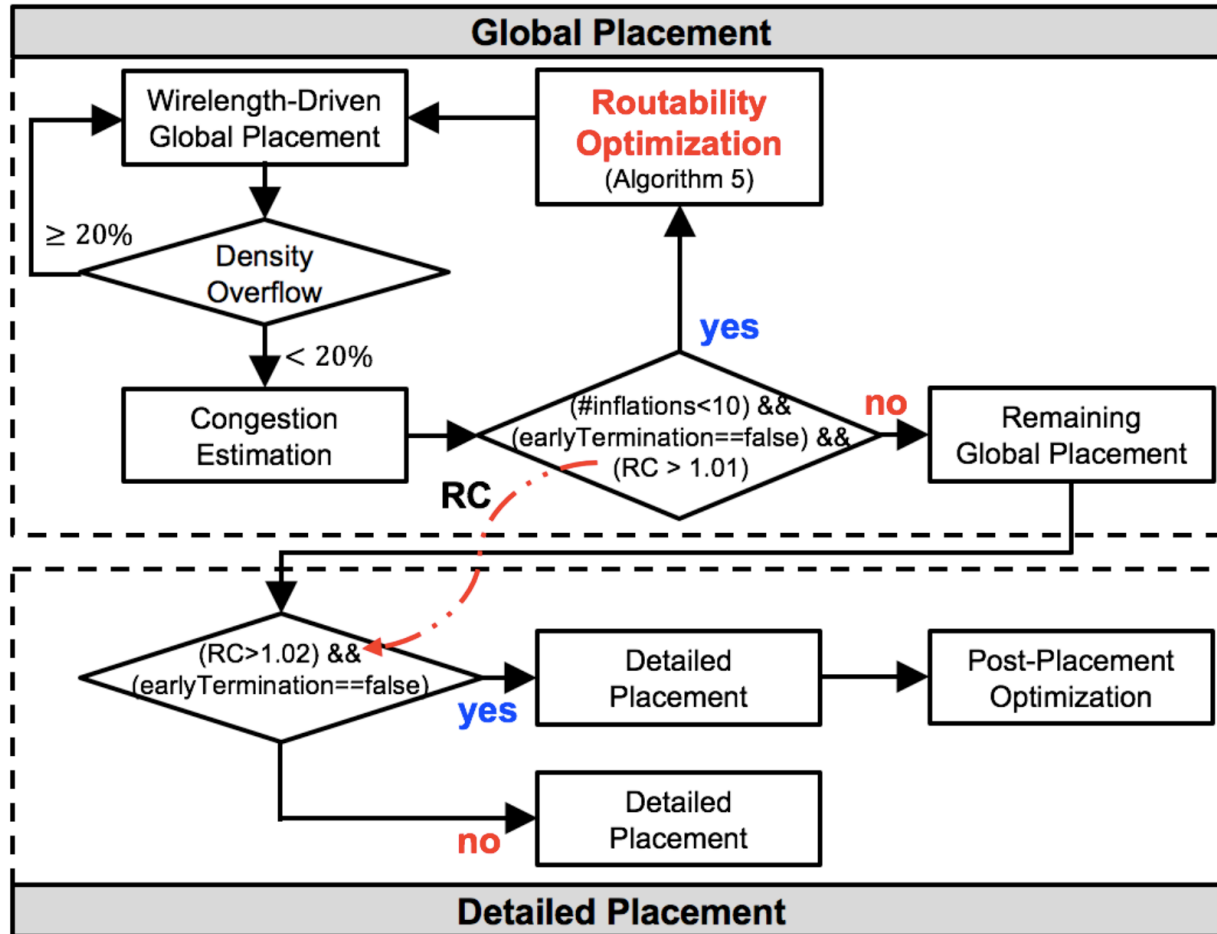 Global Placement
Wirelength-Driven
Global Placement
Routability
Optimization
(Algorithm 5)
≥ 20%
Density
Overflow
< 20%
yes
Congestion
Estimation
(#inflations<10) &&
(earlyTermination==false) &&
(RC > 1.01)
no
Remaining
Global Placement
RC
(RC>1.02) &&
(earlyTermination==false)
yes
Detailed
Placement
Post-Placement
Optimization
no
Detailed
Placement
Detailed Placement